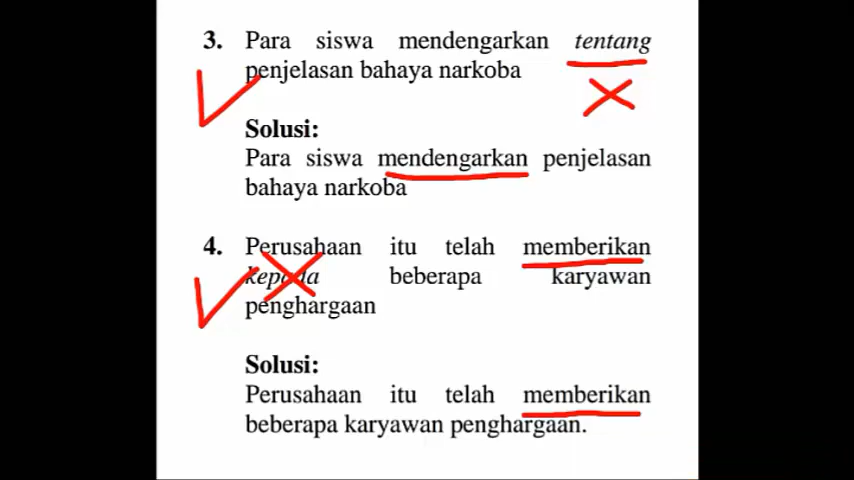 3. Para siswa mendengarkan tentang
penjelasan bahaya narkoba
Solusi:
Para siswa mendengarkan penjelasan
bahaya narkoba
4. Perusahaan itu telah memberikan
kepada beberapa karyawan
penghargaan
Solusi:
Perusahaan itu telah memberikan
beberapa karyawan penghargaan.